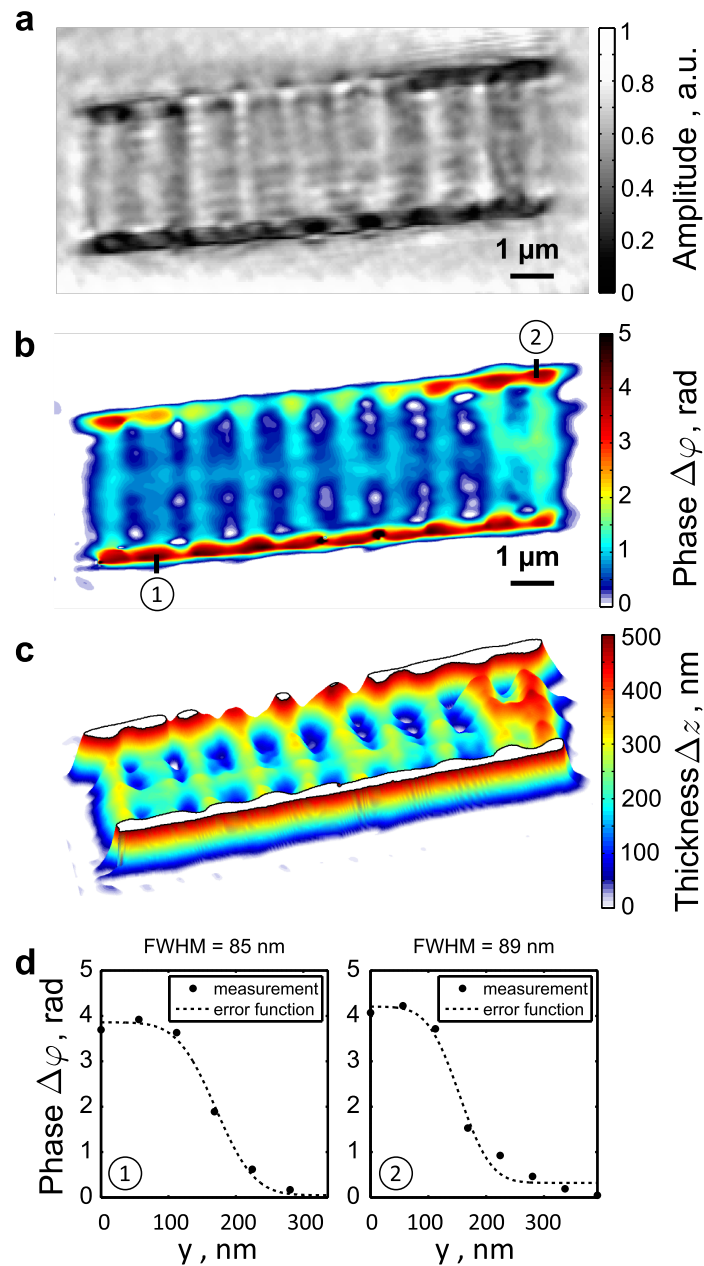 a
1
0.8
0.6
0.4
0.2
0
Amplitude , a.u.
1 µm
b
2
5
4
3
2
1
0
Phase Δφ, rad
1 µm
1
c
500
400
300
200
100
0
Thickness Δz , nm
d
FWHM = 85 nm
FWHM = 89 nm
5
4
3
2
1
0
Phase Δφ, rad
measurement
error function
1
0 100 200 300
y , nm
5
4
3
2
1
0
measurement
error function
2
0 100 200 300
y , nm